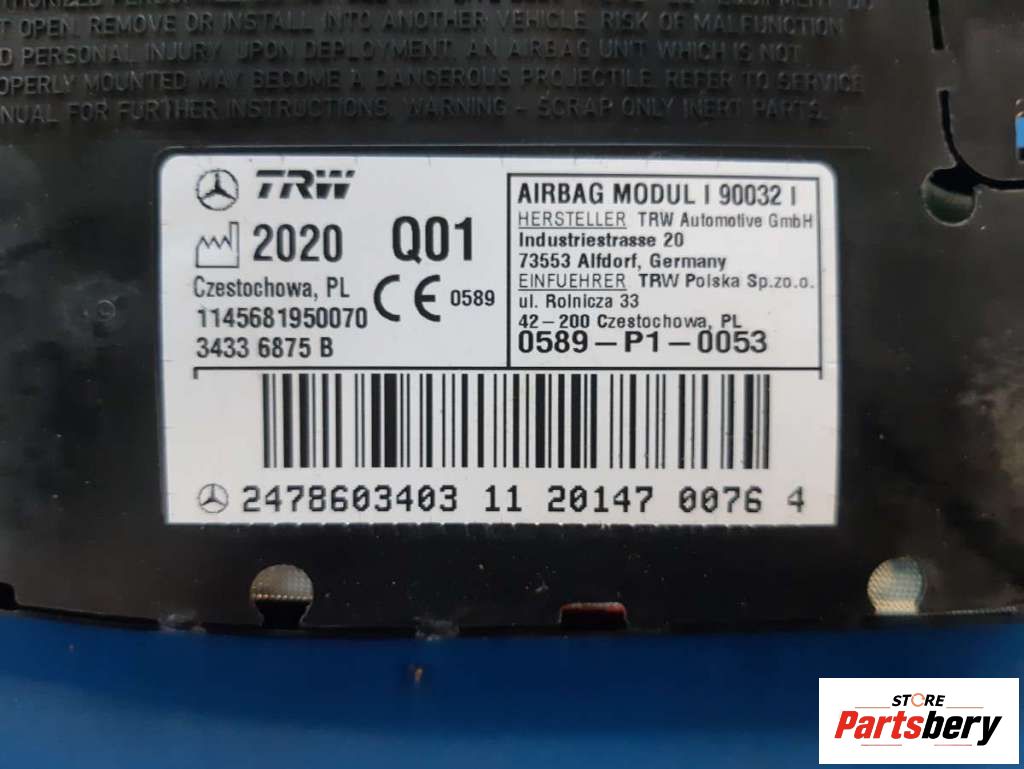 T OPEN, REMOVE OR INSTALL INTO ANOTHER VEHICLE RISK OF MALFUNCTION
D PERSONAL INJURY UPON DEPLOYMENT. AN AIRBAG UNIT WHICH IS NOT
OPERLY MOUNTED MAY BECOME A DANGEROUS PROJECTILE. REFER TO SERVICE
NUAL FOR FURTHER INSTRUCTIONS. WARNING - SCRAP ONLY INERT PARTS.
TRW
2020 Q01
Czestochowa, PL
CE 0589
1145681950070
3433 6875 B
AIRBAG MODUL I 90032 I
HERSTELLER TRW Automotive GmbH
Industriestrasse 20
73553 Alfdorf, Germany
EINFUEHRER TRW Polska Sp.zo.o.
ul. Rolnicza 33
42-200 Czestochowa, PL
0589-P1-0053
2478603403 11 20147 0076 4
STORE
Partsbery